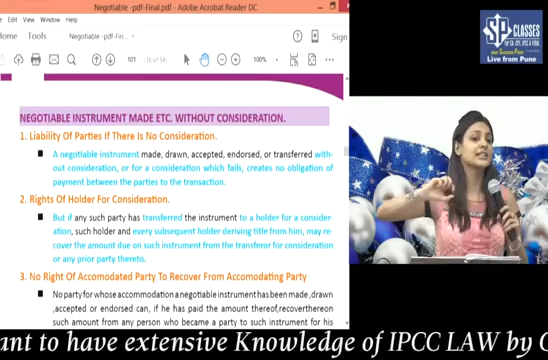 Negotiable -pdf-Final.pdf - Adobe Acrobat Reader DC
Edit View Window Help
Tools
Negotiable -pdf-Fin...
Sign
101
(16 of 54)
100%
SP CLASSES
FOR CA, CPT, IPCC & FINAL
Live from Pune
NEGOTIABLE INSTRUMENT MADE ETC. WITHOUT CONSIDERATION.
1. Liability Of Parties If There Is No Consideration.
A negotiable instrument made, drawn, accepted, endorsed, or transferred with-
out consideration, or for a consideration which fails, creates no obligation of
payment between the parties to the transaction.
2. Rights Of Holder For Consideration.
But if any such party has transferred the instrument to a holder for a consider-
ation, such holder and every subsequent holder deriving title from him, may re-
cover the amount due on such instrument from the transferor for consideration
or any prior party thereto.
3. No Right Of Accomodated Party To Recover From Accomodating Party
No party for whose accommodation a negotiable instrument has been made ,drawn
,accepted or endorsed can, if he has paid the amount thereof,recoverthereon
such amount from any person who became a party to such instrument for his
ant to have extensive Knowledge of IPCC LAW by C